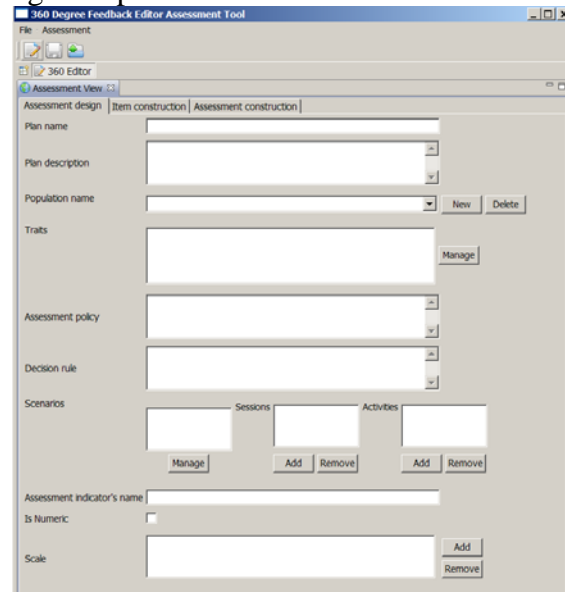 360 Degree Feedback Editor Assessment Tool
File Assessment
360 Editor
Assessment View
Assessment design Item construction Assessment construction
Plan name
Plan description
Population name New Delete
Traits
Manage
Assessment policy
Decision rule
Scenarios Sessions Activities
Manage Add Remove Add Remove
Assessment indicator's name
Is Numeric
Scale
Add
Remove